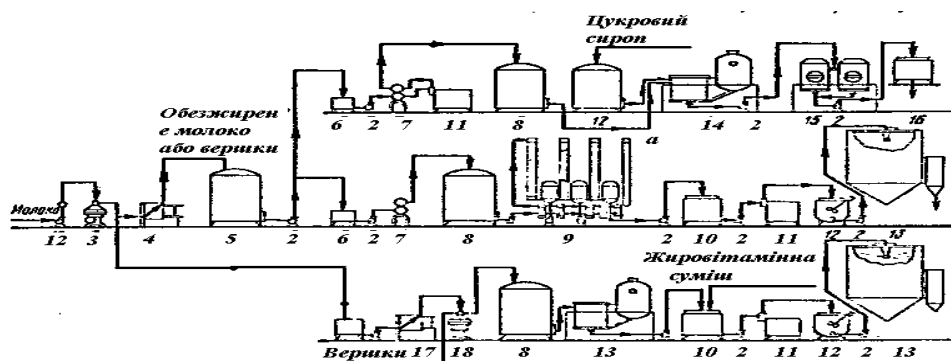 Цукровий
сироп
Обезжирен
е молоко
або вершки
6 2 7 11 8 12 а 14 2 15 2 16
Молоко
12 3 4 5 2 6 2 7 8 9 2 10 2 11 12 2 13
Жировітамінна
суміш
Вершки 17 18 8 13 10 2 11 12 2 13